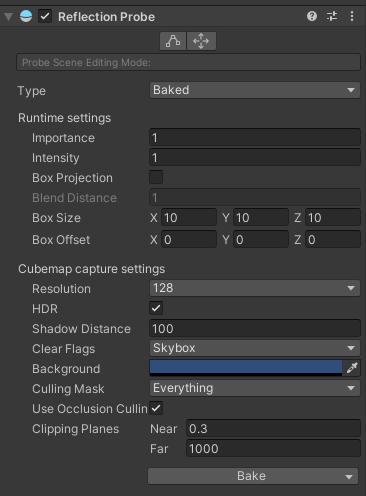 Reflection Probe
Probe Scene Editing Mode:
Type Baked
Runtime settings
Importance 1
Intensity 1
Box Projection
Blend Distance 1
Box Size X 10 Y 10 Z 10
Box Offset X 0 Y 0 Z 0
Cubemap capture settings
Resolution 128
HDR
Shadow Distance 100
Clear Flags Skybox
Background
Culling Mask Everything
Use Occlusion Cullin
Clipping Planes Near 0.3
Far 1000
Bake